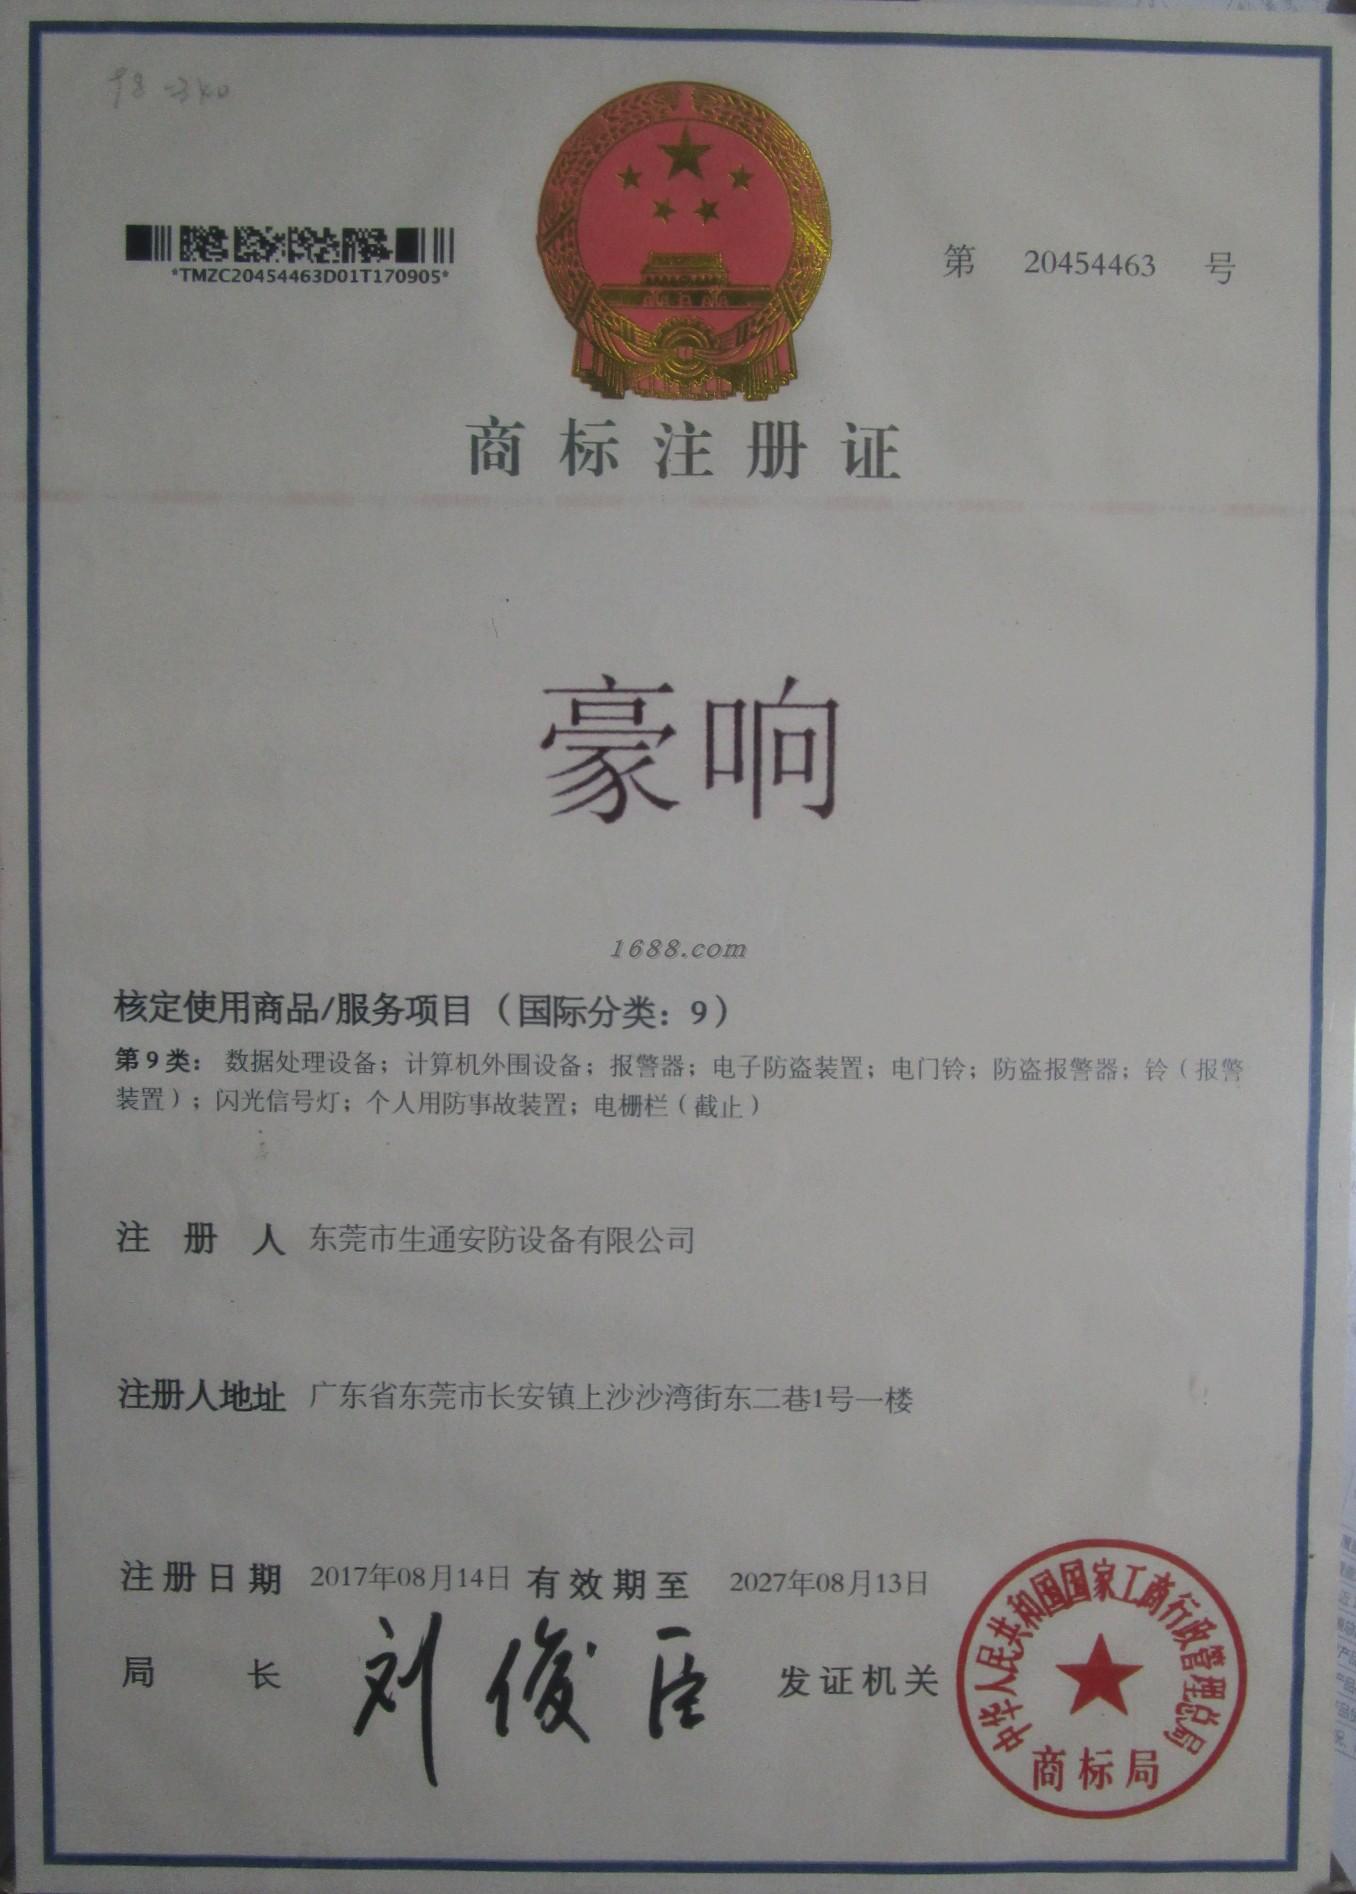 *TMZC20454463D01T170905*
第 20454463 号
商标注册证
豪响
1688.com
核定使用商品/服务项目（国际分类：9）
第9类：数据处理设备；计算机外围设备；报警器；电子防盗装置；电门铃；防盗报警器；铃（报警
装置）；闪光信号灯；个人用防事故装置；电栅栏（截止）
注册人 东莞市生通安防设备有限公司
注册人地址 广东省东莞市长安镇上沙沙湾街东二巷1号一楼
注册日期 2017年08月14日 有效期至 2027年08月13日
局长 刘俊臣 发证机关
中华人民共和国国家工商行政管理总局
商标局